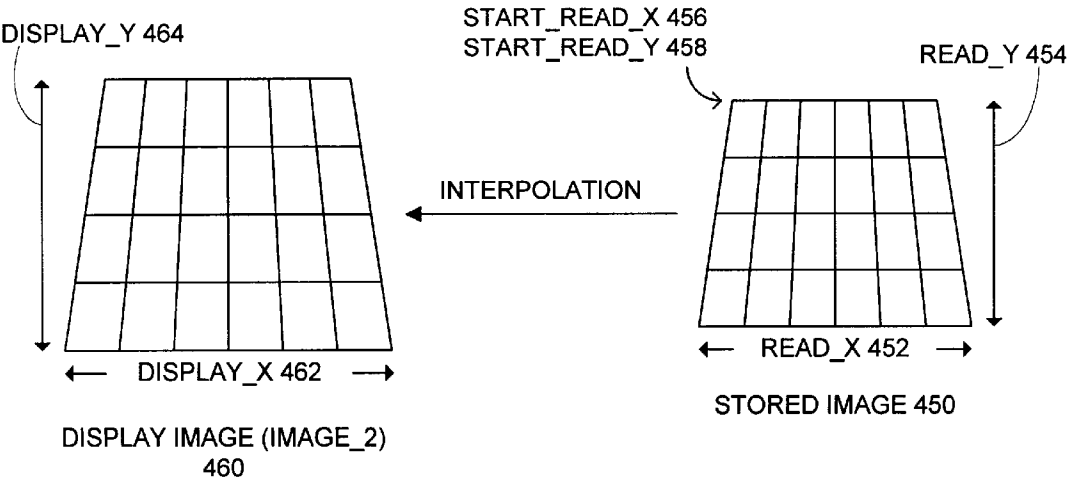 DISPLAY_Y 464
START_READ_X 456
START_READ_Y 458
READ_Y 454
INTERPOLATION
DISPLAY_X 462
READ_X 452
STORED IMAGE 450
DISPLAY IMAGE (IMAGE_2)
460